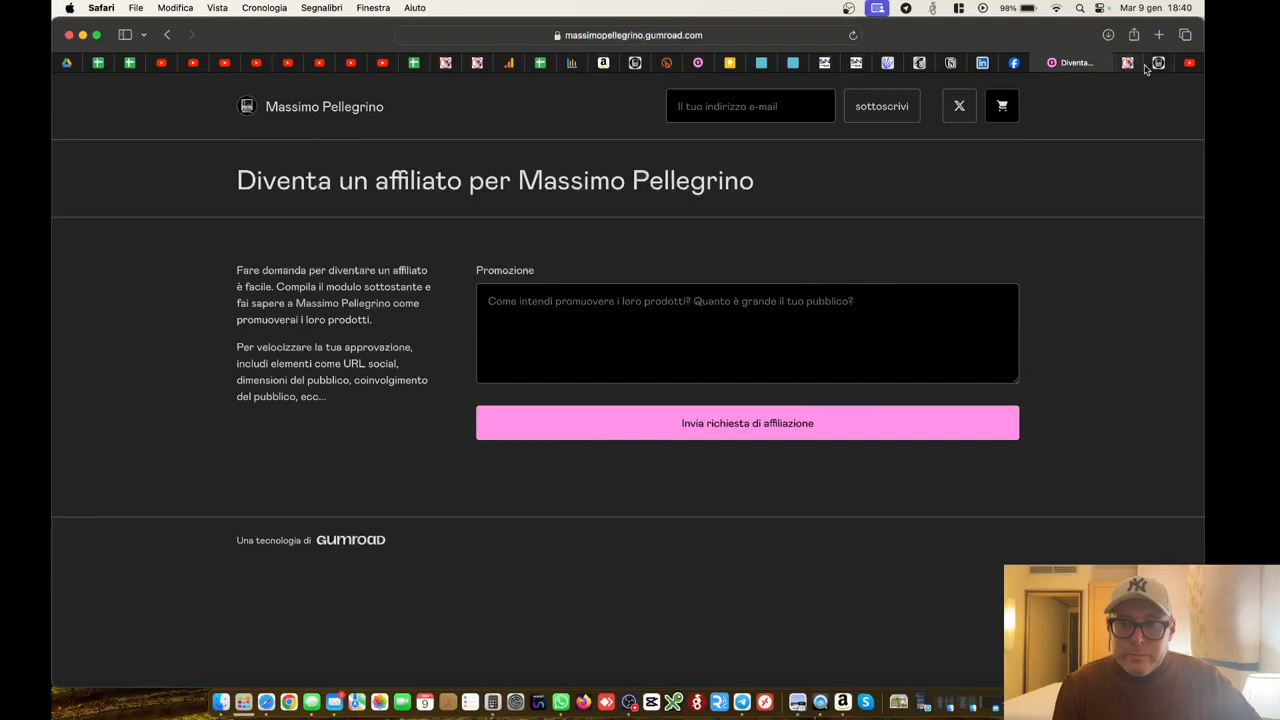 Safari File Modifica Vista Cronologia Segnalibri Finestra Aiuto 98% Mar 9 gen 18:40
massimopellegrino.gumroad.com
Diventa...
Massimo Pellegrino Il tuo indirizzo e-mail sottoscrivi
Diventa un affiliato per Massimo Pellegrino
Fare domanda per diventare un affiliato
è facile. Compila il modulo sottostante e
fai sapere a Massimo Pellegrino come
promuoverai i loro prodotti.
Per velocizzare la tua approvazione,
includi elementi come URL social,
dimensioni del pubblico, coinvolgimento
del pubblico, ecc...
Promozione
Come intendi promuovere i loro prodotti? Quanto è grande il tuo pubblico?
Invia richiesta di affiliazione
Una tecnologia di GUMROAD